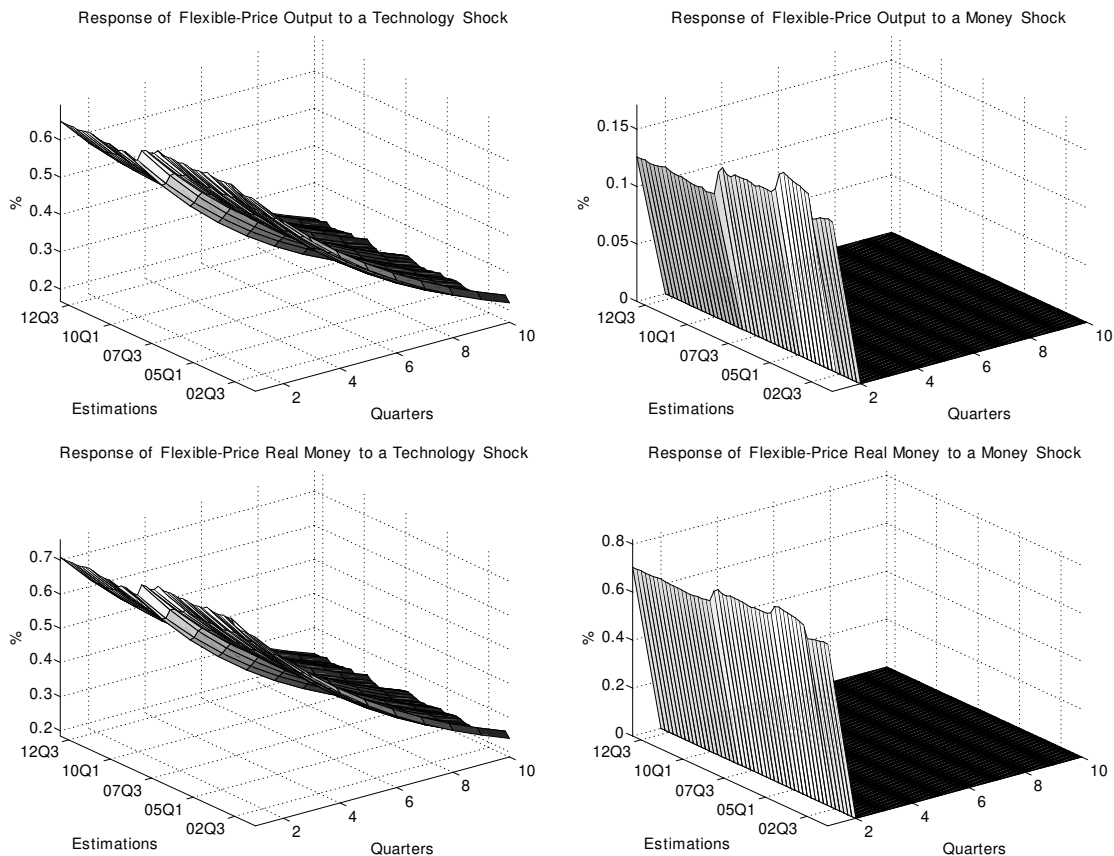 Response of Flexible-Price Output to a Technology Shock
0.6
0.5
0.4
0.3
0.2
%
12Q3
10Q1
07Q3
05Q1
02Q3
Estimations
2
4
6
8
10
Quarters
Response of Flexible-Price Output to a Money Shock
0.15
0.1
0.05
0
%
12Q3
10Q1
07Q3
05Q1
02Q3
Estimations
2
4
6
8
10
Quarters
Response of Flexible-Price Real Money to a Technology Shock
0.7
0.6
0.5
0.4
0.3
0.2
%
12Q3
10Q1
07Q3
05Q1
02Q3
Estimations
2
4
6
8
10
Quarters
Response of Flexible-Price Real Money to a Money Shock
0.8
0.6
0.4
0.2
0
%
12Q3
10Q1
07Q3
05Q1
02Q3
Estimations
2
4
6
8
10
Quarters